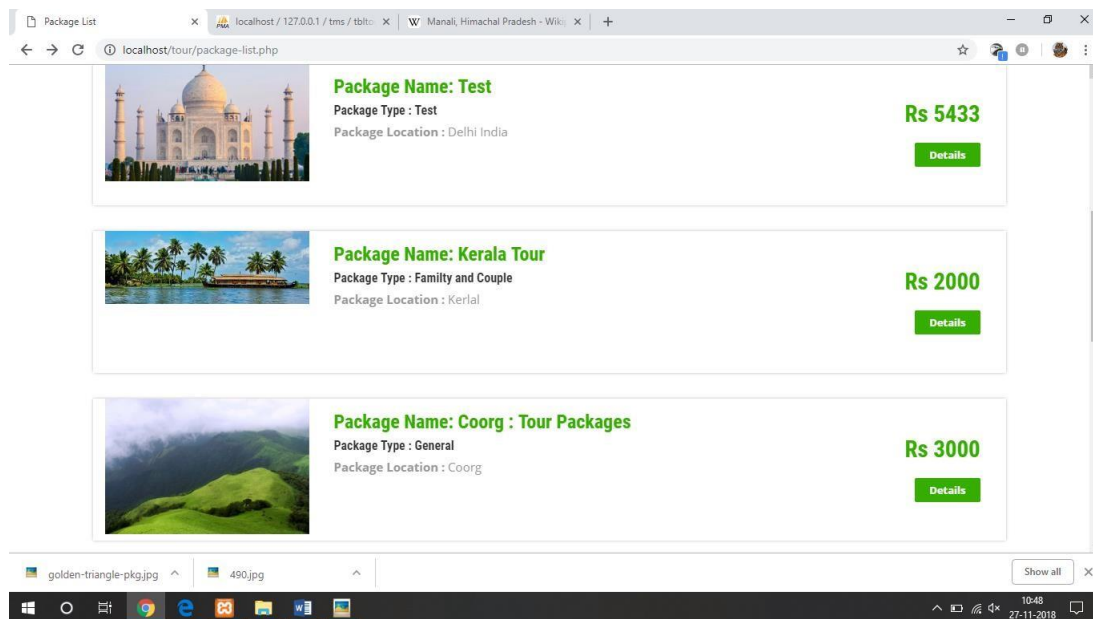 Package List
localhost / 127.0.0.1 / tms / tblto
Manali, Himachal Pradesh - Wiki
localhost/tour/package-list.php
Package Name: Test
Package Type : Test
Package Location : Delhi India
Rs 5433
Details
Package Name: Kerala Tour
Package Type : Familty and Couple
Package Location : Kerlal
Rs 2000
Details
Package Name: Coorg : Tour Packages
Package Type : General
Package Location : Coorg
Rs 3000
Details
golden-triangle-pkg.jpg
490.jpg
Show all
10:48
27-11-2018